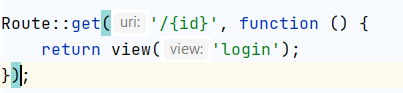 Route::get( uri: '/{id}', function () {
    return view( view: 'login');
});